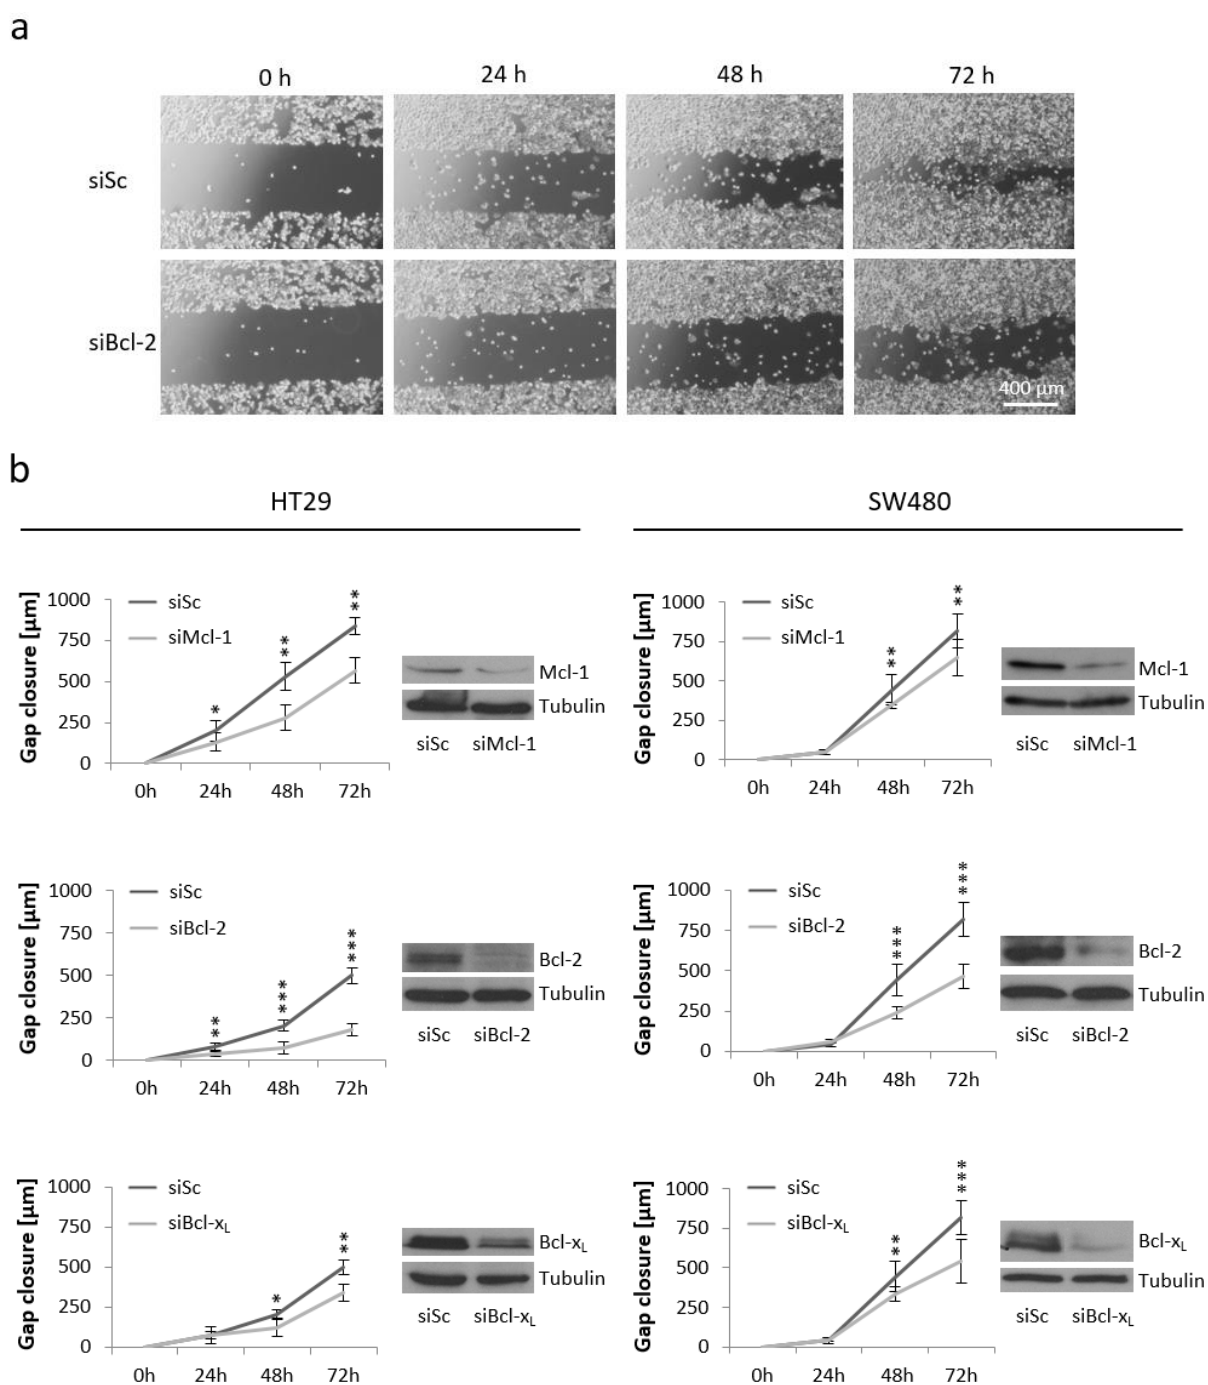 a
0 h 24 h 48 h 72 h
siSc
siBcl-2
400 µm
b
HT29 SW480
Gap closure [µm]
1000
750
500
250
0
siSc
siMcl-1
*
**
**
0h 24h 48h 72h
Mcl-1
Tubulin
siSc siMcl-1
Gap closure [µm]
1000
750
500
250
0
siSc
siMcl-1
**
**
0h 24h 48h 72h
Mcl-1
Tubulin
siSc siMcl-1
Gap closure [µm]
1000
750
500
250
0
siSc
siBcl-2
**
***
***
0h 24h 48h 72h
Bcl-2
Tubulin
siSc siBcl-2
Gap closure [µm]
1000
750
500
250
0
siSc
siBcl-2
***
***
0h 24h 48h 72h
Bcl-2
Tubulin
siSc siBcl-2
Gap closure [µm]
1000
750
500
250
0
siSc
siBcl-xL
*
**
0h 24h 48h 72h
Bcl-xL
Tubulin
siSc siBcl-xL
Gap closure [µm]
1000
750
500
250
0
siSc
siBcl-xL
**
***
0h 24h 48h 72h
Bcl-xL
Tubulin
siSc siBcl-xL